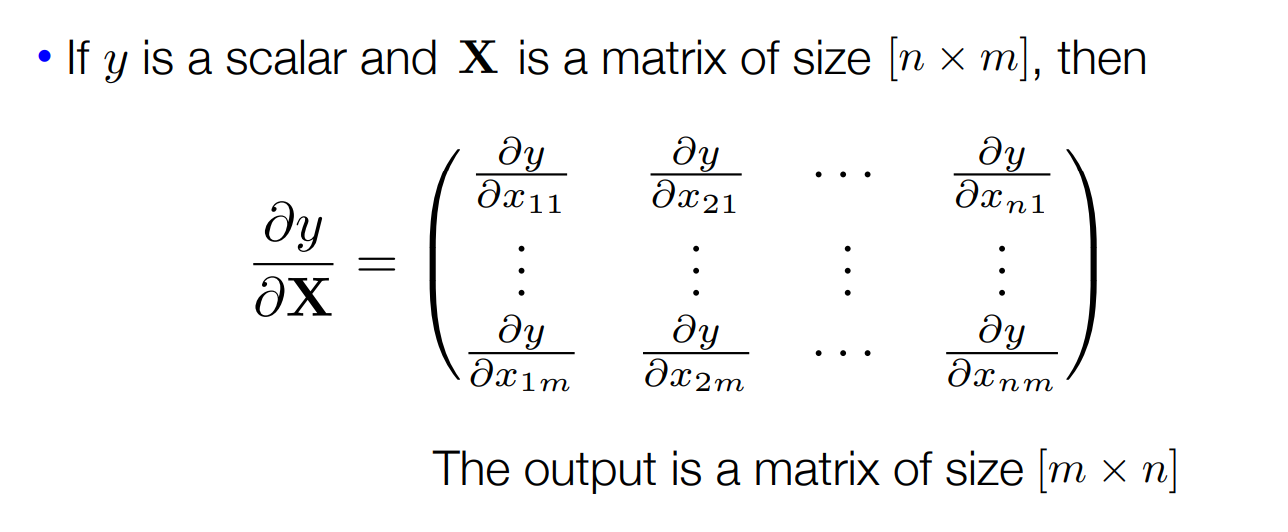 • If $y$ is a scalar and $\mathbf{X}$ is a matrix of size $[n \times m]$, then
$\frac{\partial y}{\partial \mathbf{X}} = \begin{pmatrix} \frac{\partial y}{\partial x_{11}} & \frac{\partial y}{\partial x_{21}} & \cdots & \frac{\partial y}{\partial x_{n1}} \\ \vdots & \vdots & \vdots & \vdots \\ \frac{\partial y}{\partial x_{1m}} & \frac{\partial y}{\partial x_{2m}} & \cdots & \frac{\partial y}{\partial x_{nm}} \end{pmatrix}$
The output is a matrix of size $[m \times n]$